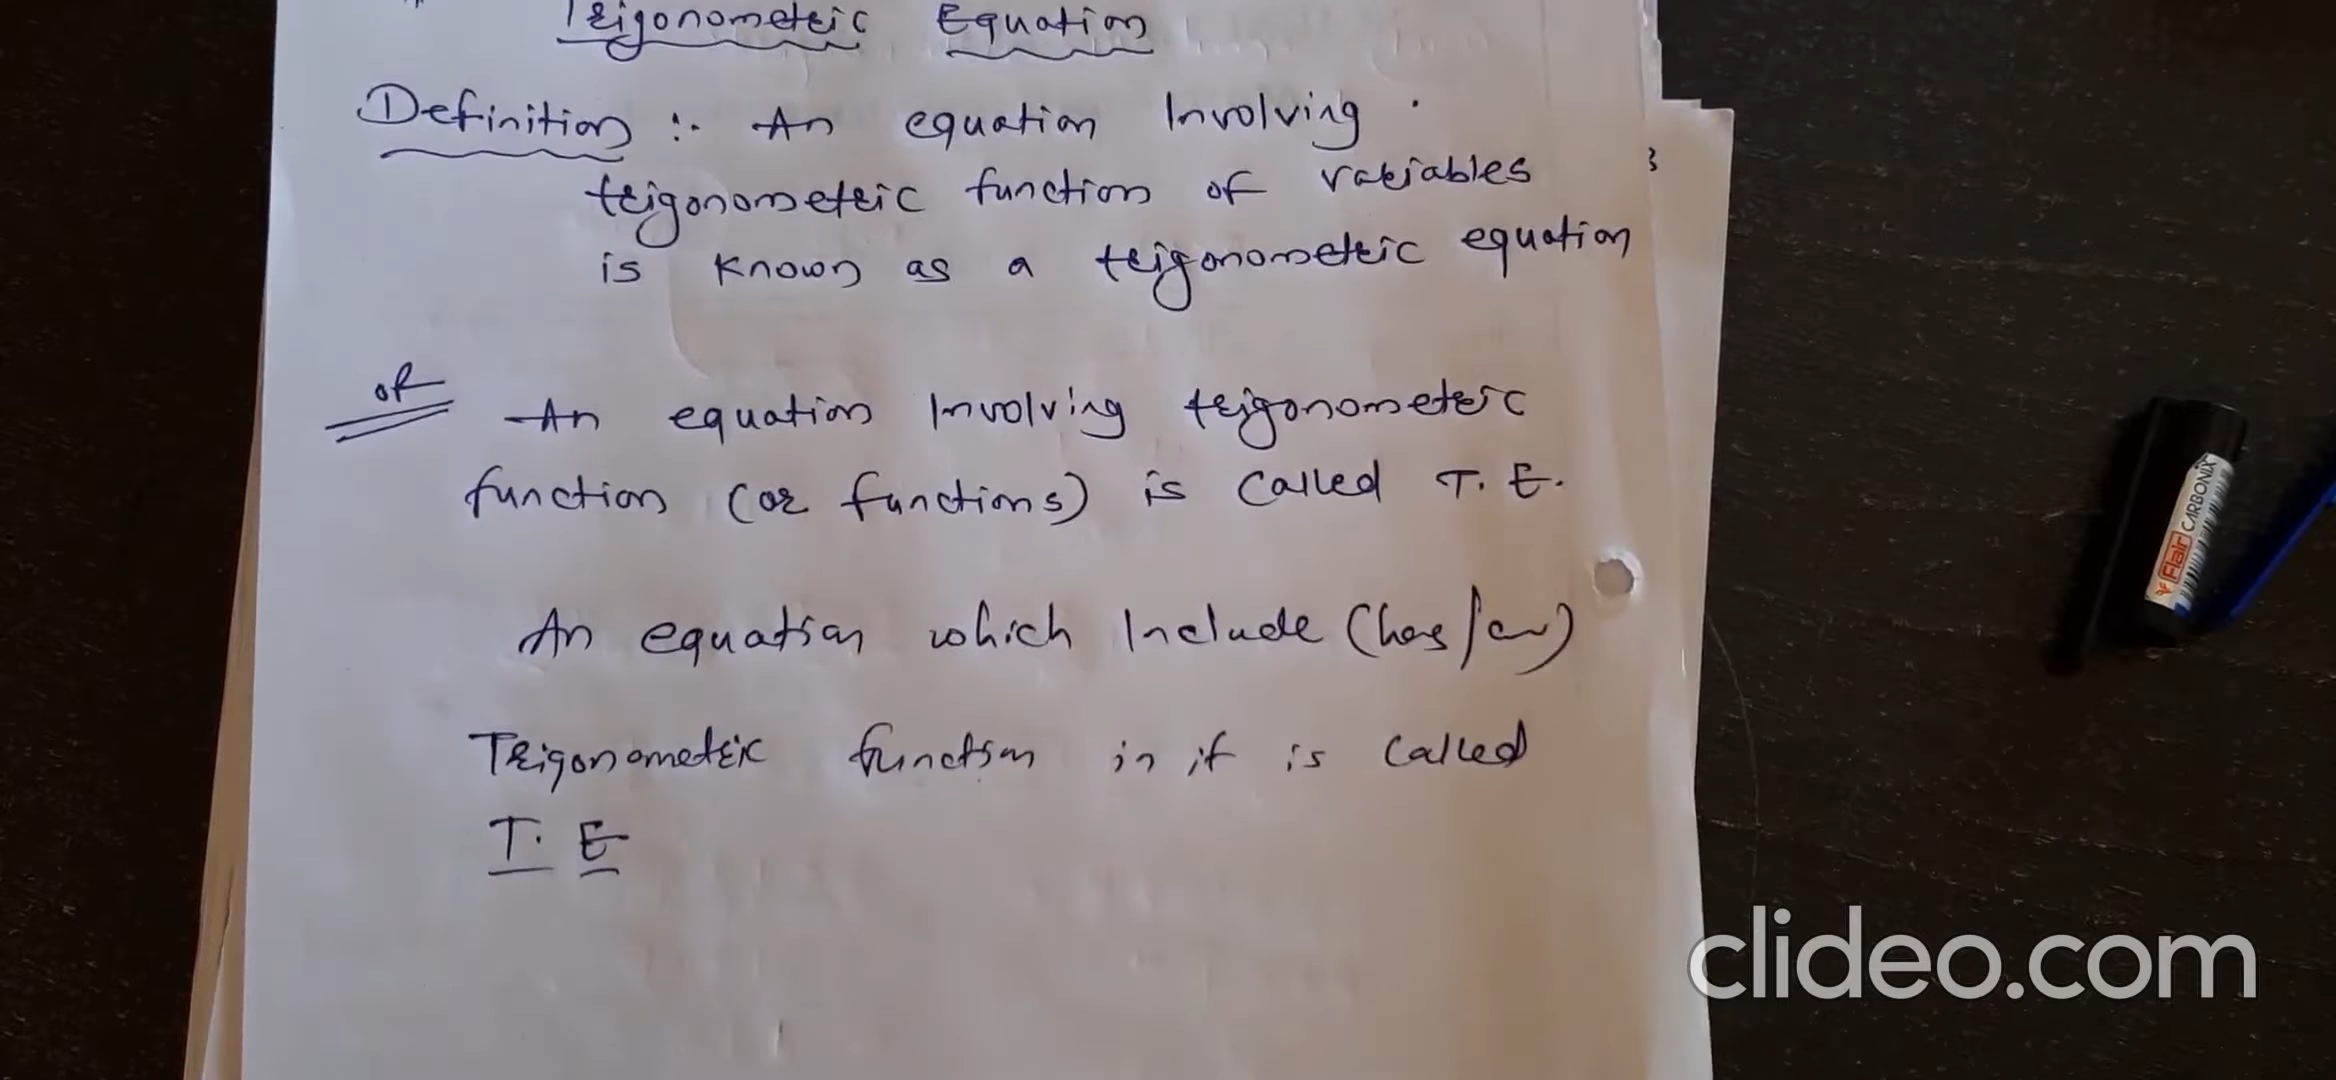 Trigonometric Equation
Definition :- An equation Involving
trigonometric function of variables
is known as a trigonometric equation
or
An equation Involving trigonometric
function (or functions) is called T. E.
An equation which Include (has/
Trigonometric function in it is called
T. E
Flair CARBONIX
clideo.com